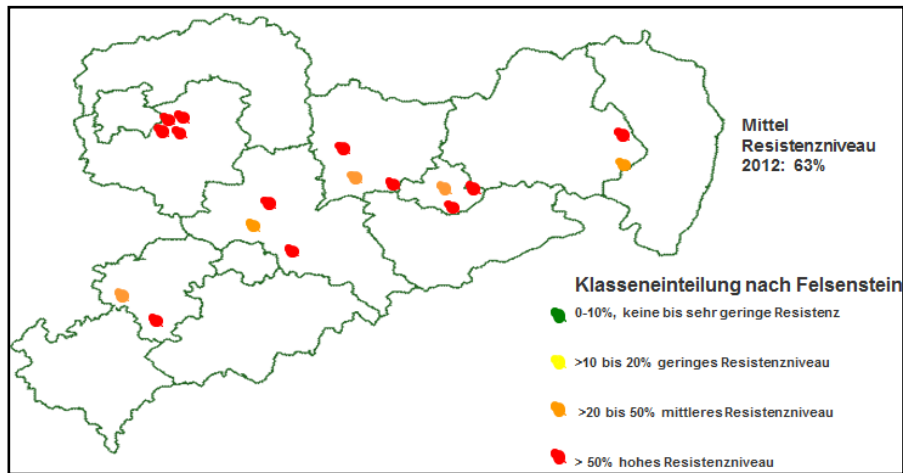 Mittel
Resistenzniveau
2012: 63%
Klasseneinteilung nach Felsenstein
0-10%, keine bis sehr geringe Resistenz
>10 bis 20% geringes Resistenzniveau
>20 bis 50% mittleres Resistenzniveau
> 50% hohes Resistenzniveau